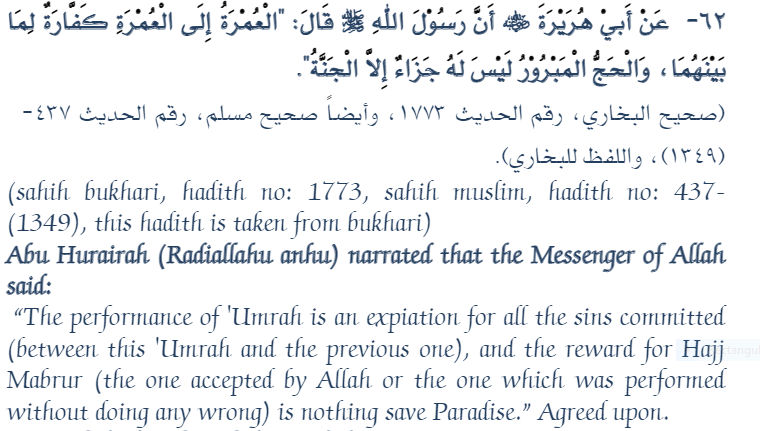 ٦٢- عَنْ أَبِيْ هُرَيْرَةَ رضي الله عنه أَنَّ رَسُوْلَ اللهِ ﷺ قَالَ: "الْعُمْرَةُ إِلَى الْعُمْرَةِ كَفَّارَةٌ لِمَا
بَيْنَهُمَا، وَالْحَجُّ الْمَبْرُوْرُ لَيْسَ لَهُ جَزَاءٌ إِلاَّ الْجَنَّةُ".
(صحيح البخاري، رقم الحديث ١٧٧٣، وأيضاً صحيح مسلم، رقم الحديث ٤٣٧-
(١٣٤٩)، واللفظ للبخاري).
(sahih bukhari, hadith no: 1773, sahih muslim, hadith no: 437-
(1349), this hadith is taken from bukhari)
Abu Hurairah (Radiallahu anhu) narrated that the Messenger of Allah
said:
“The performance of 'Umrah is an expiation for all the sins committed
(between this 'Umrah and the previous one), and the reward for Hajj
Mabrur (the one accepted by Allah or the one which was performed
without doing any wrong) is nothing save Paradise.” Agreed upon.